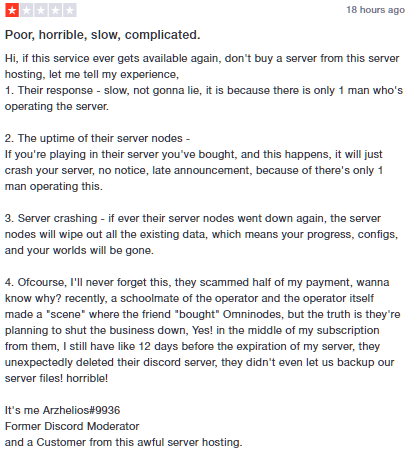 18 hours ago
Poor, horrible, slow, complicated.
Hi, if this service ever gets available again, don't buy a server from this server
hosting, let me tell my experience,
1. Their response - slow, not gonna lie, it is because there is only 1 man who's
operating the server.
2. The uptime of their server nodes -
If you're playing in their server you've bought, and this happens, it will just
crash your server, no notice, late announcement, because of there's only 1
man operating this.
3. Server crashing - if ever their server nodes went down again, the server
nodes will wipe out all the existing data, which means your progress, configs,
and your worlds will be gone.
4. Ofcourse, I'll never forget this, they scammed half of my payment, wanna
know why? recently, a schoolmate of the operator and the operator itself
made a "scene" where the friend "bought" Omninodes, but the truth is they're
planning to shut the business down, Yes! in the middle of my subscription
from them, I still have like 12 days before the expiration of my server, they
unexpectedly deleted their discord server, they didn't even let us backup our
server files! horrible!
It's me Arzhelios#9936
Former Discord Moderator
and a Customer from this awful server hosting.